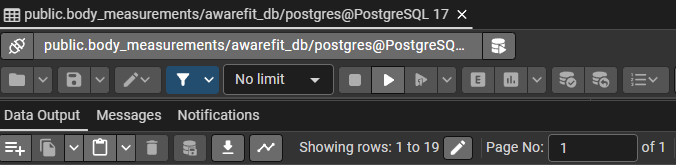 public.body_measurements/awarefit_db/postgres@PostgreSQL 17
public.body_measurements/awarefit_db/postgres@PostgreSQ...
No limit
E
Data Output Messages Notifications
Showing rows: 1 to 19 Page No: 1 of 1